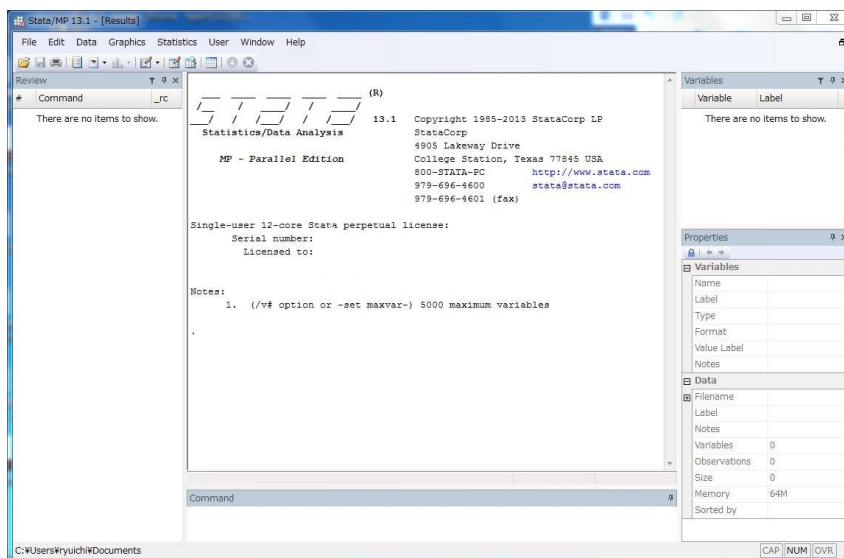 Stata/MP 13.1 - [Results]
File Edit Data Graphics Statistics User Window Help
Review
# Command _rc
There are no items to show.
(R)
13.1 Copyright 1985-2013 StataCorp LP
Statistics/Data Analysis StataCorp
4905 Lakeway Drive
MP - Parallel Edition College Station, Texas 77845 USA
800-STATA-PC http://www.stata.com
979-696-4600 stata@stata.com
979-696-4601 (fax)
Single-user 12-core Stata perpetual license:
Serial number:
Licensed to:
Notes:
1. (/v# option or -set maxvar-) 5000 maximum variables
.
Command
Variables
Variable Label
There are no items to show.
Properties
Variables
Name
Label
Type
Format
Value Label
Notes
Data
Filename
Label
Notes
Variables 0
Observations 0
Size 0
Memory 64M
Sorted by
C:¥Users¥ryuichi¥Documents
CAP NUM OVR